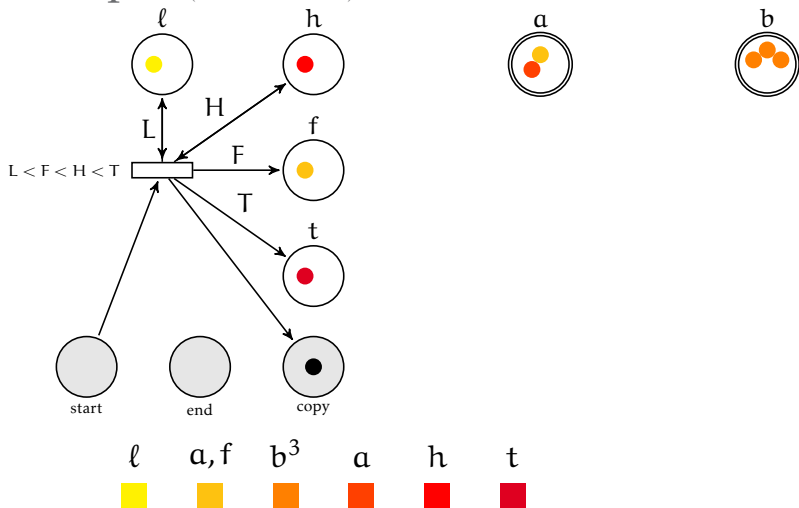 ℓ h a b
L H
f
F
L < F < H < T
T
t
start end copy
ℓ a, f b³ a h t